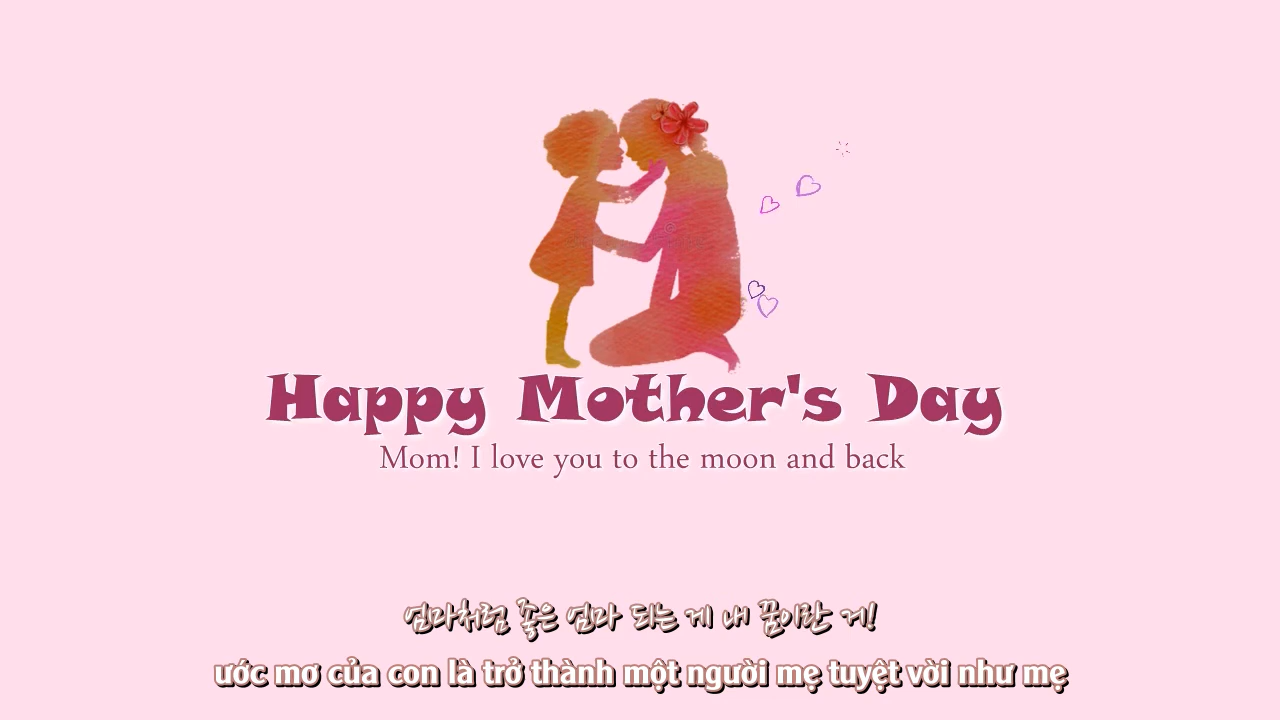 Happy Mother's Day
Mom! I love you to the moon and back
엄마처럼 좋은 엄마 되는 게 내 꿈이란 거!
ước mơ của con là trở thành một người mẹ tuyệt vời như mẹ